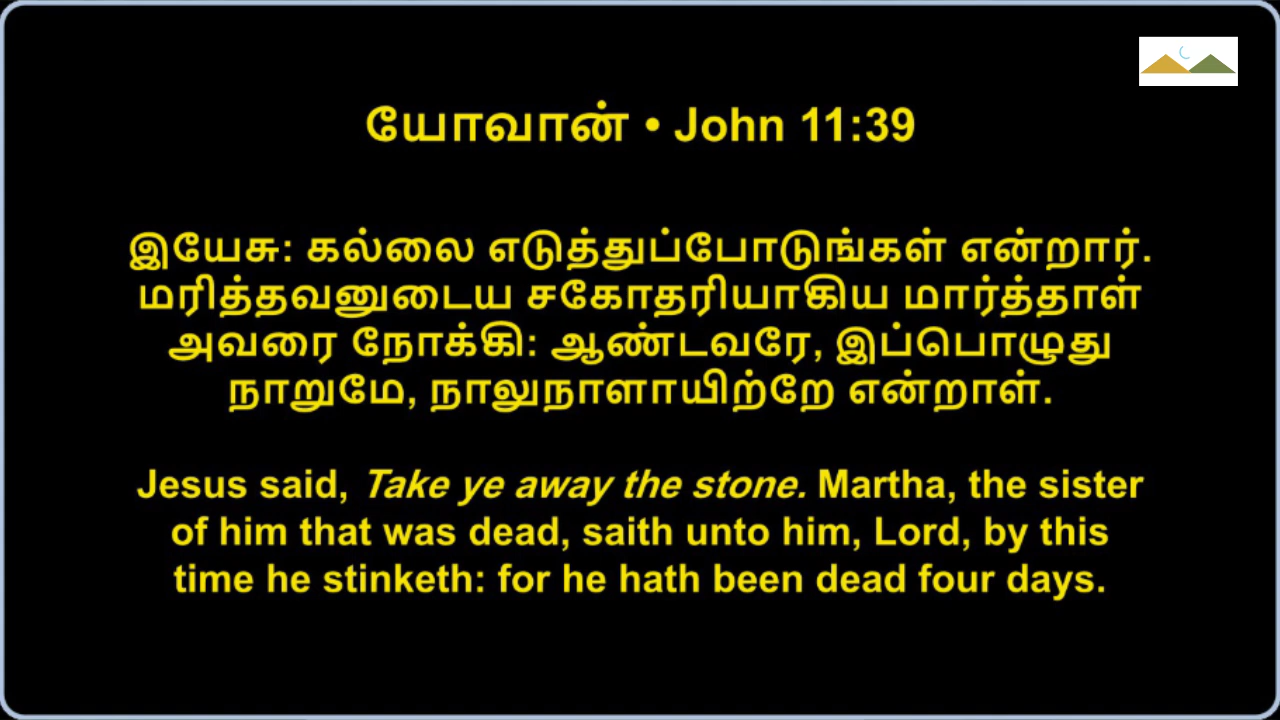 யோவான் • John 11:39
இயேசு: கல்லை எடுத்துப்போடுங்கள் என்றார்.
மரித்தவனுடைய சகோதரியாகிய மார்த்தாள்
அவரை நோக்கி: ஆண்டவரே, இப்பொழுது
நாறுமே, நாலுநாளாயிற்றே என்றாள்.
Jesus said, Take ye away the stone. Martha, the sister
of him that was dead, saith unto him, Lord, by this
time he stinketh: for he hath been dead four days.